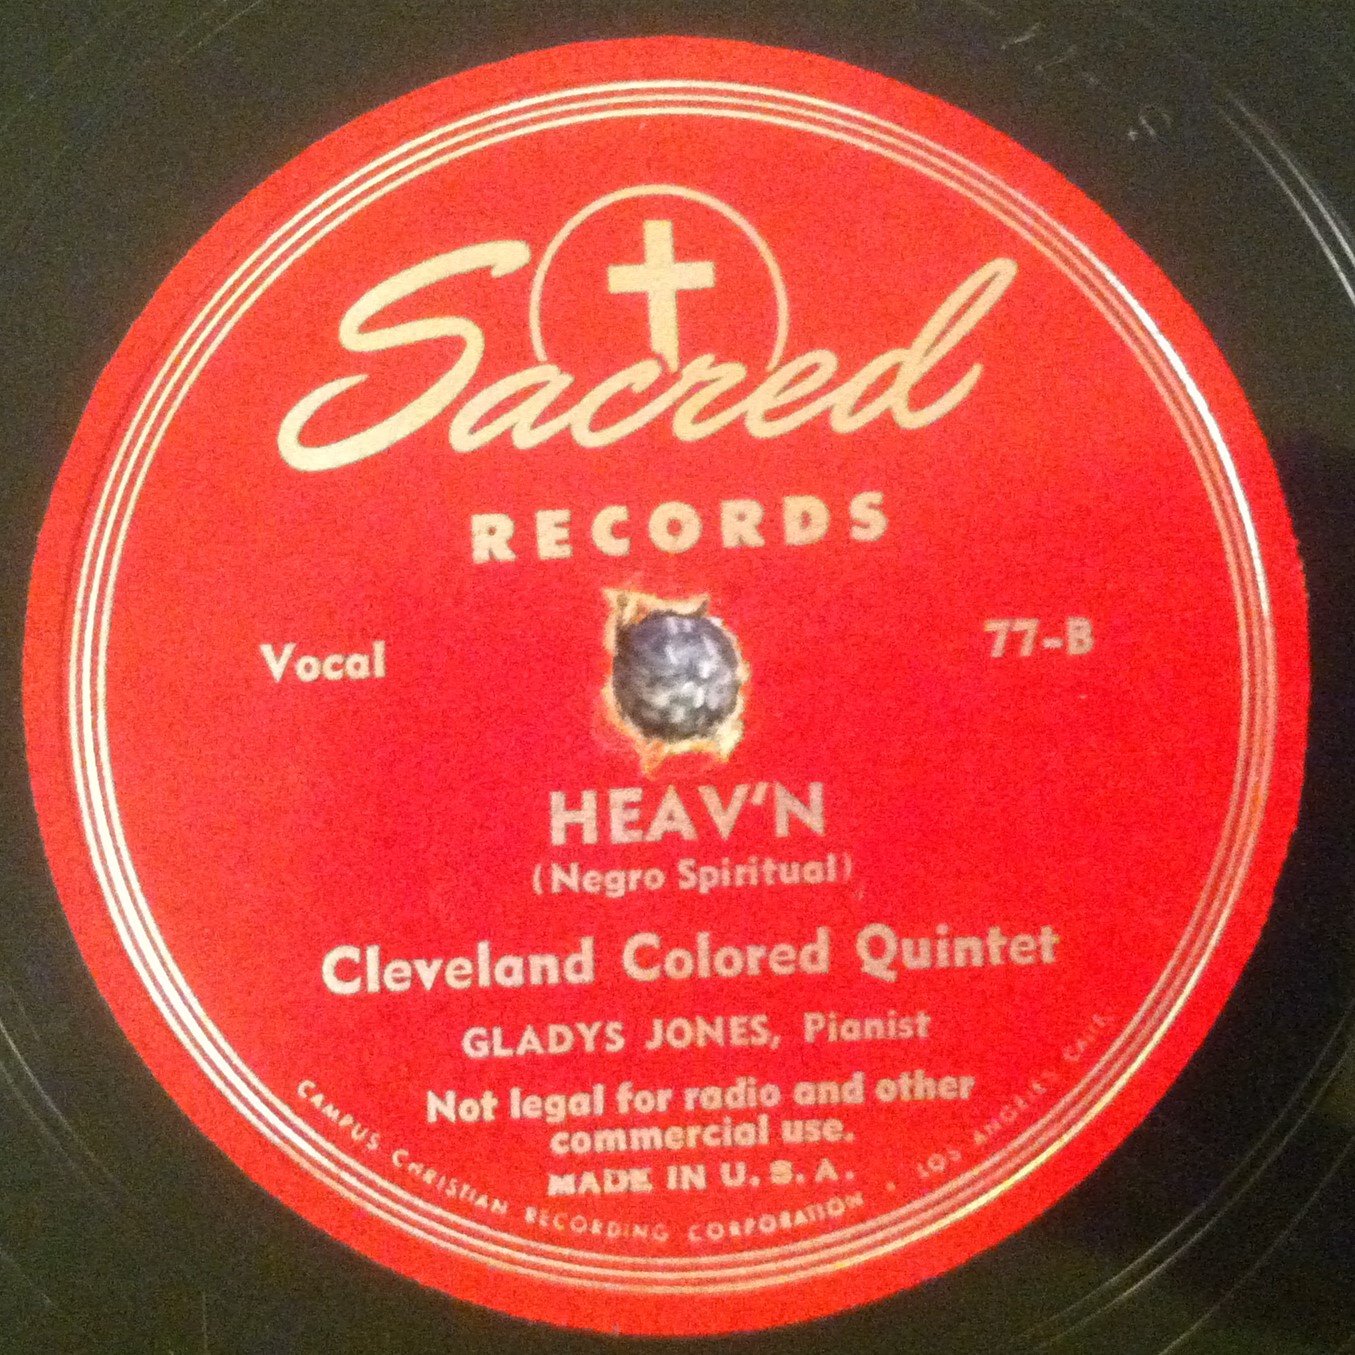 Sacred
RECORDS
Vocal
77-B
HEAV'N
(Negro Spiritual)
Cleveland Colored Quintet
GLADYS JONES, Pianist
Not legal for radio and other
commercial use.
MADE IN U. S. A.
CAMPUS CHRISTIAN RECORDING CORPORATION . LOS ANGELES CALIF.